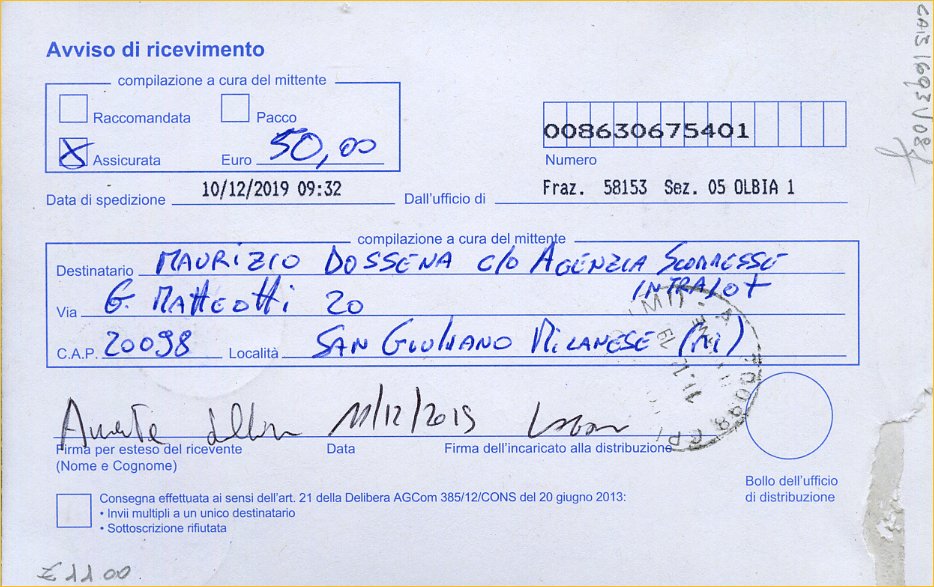 Avviso di ricevimento
compilazione a cura del mittente
Raccomandata Pacco
Assicurata Euro 50,00
008630675401
Numero
Data di spedizione 10/12/2019 09:32 Dall'ufficio di Fraz. 58153 Sez. 05 OLBIA 1
compilazione a cura del mittente
Destinatario MAURIZIO DOSSENA c/o AGENZIA SCOMMESSE
INTRALOT
Via G. MATTEOTTI 20
C.A.P. 20098 Località SAN GIULIANO MILANESE (MI)
11/12/2019
Firma per esteso del ricevente
(Nome e Cognome)
Data
Firma dell'incaricato alla distribuzione
Bollo dell'ufficio
di distribuzione
Consegna effettuata ai sensi dell'art. 21 della Delibera AGCom 385/12/CONS del 20 giugno 2013:
• Invii multipli a un unico destinatario
• Sottoscrizione rifiutata